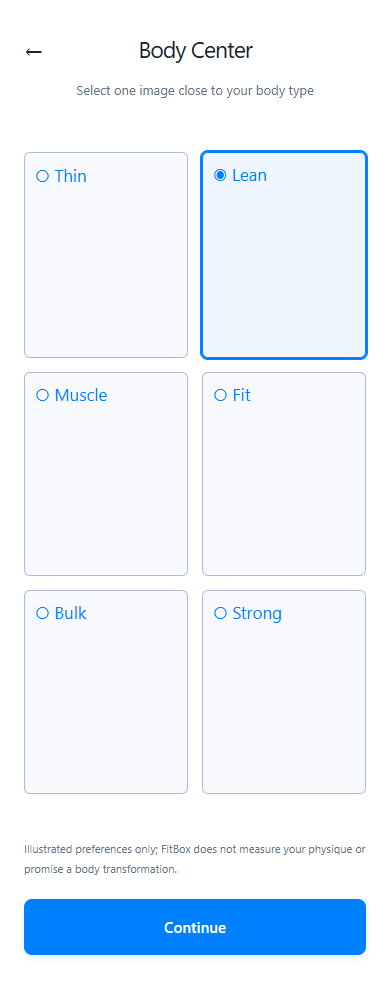 Body Center
Select one image close to your body type
Thin
Lean
Muscle
Fit
Bulk
Strong
Illustrated preferences only; FitBox does not measure your physique or
promise a body transformation.
Continue